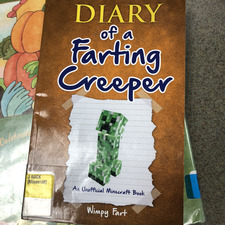 DIARY
of a
Farting
Creeper
An Unofficial Minecraft Book
Wimpy Fart